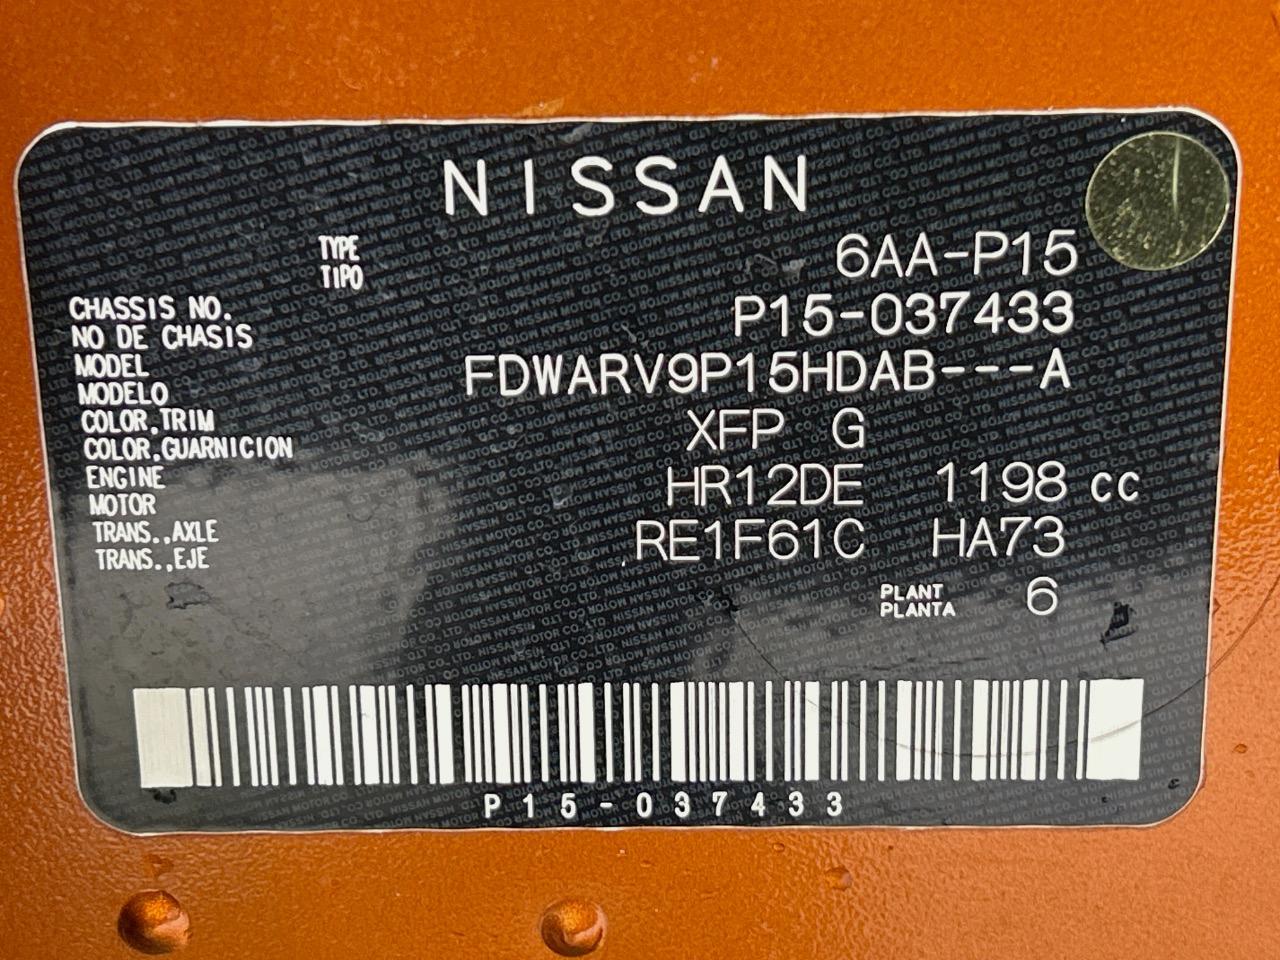 NISSAN
TYPE 6AA-P15
TIPO
CHASSIS NO. P15-037433
NO DE CHASIS
MODEL FDWARV9P15HDAB---A
MODELO
COLOR,TRIM XFP G
COLOR,GUARNICION
ENGINE HR12DE 1198 cc
MOTOR
TRANS.,AXLE RE1F61C HA73
TRANS.,EJE
PLANT 6
PLANTA
P15-037433